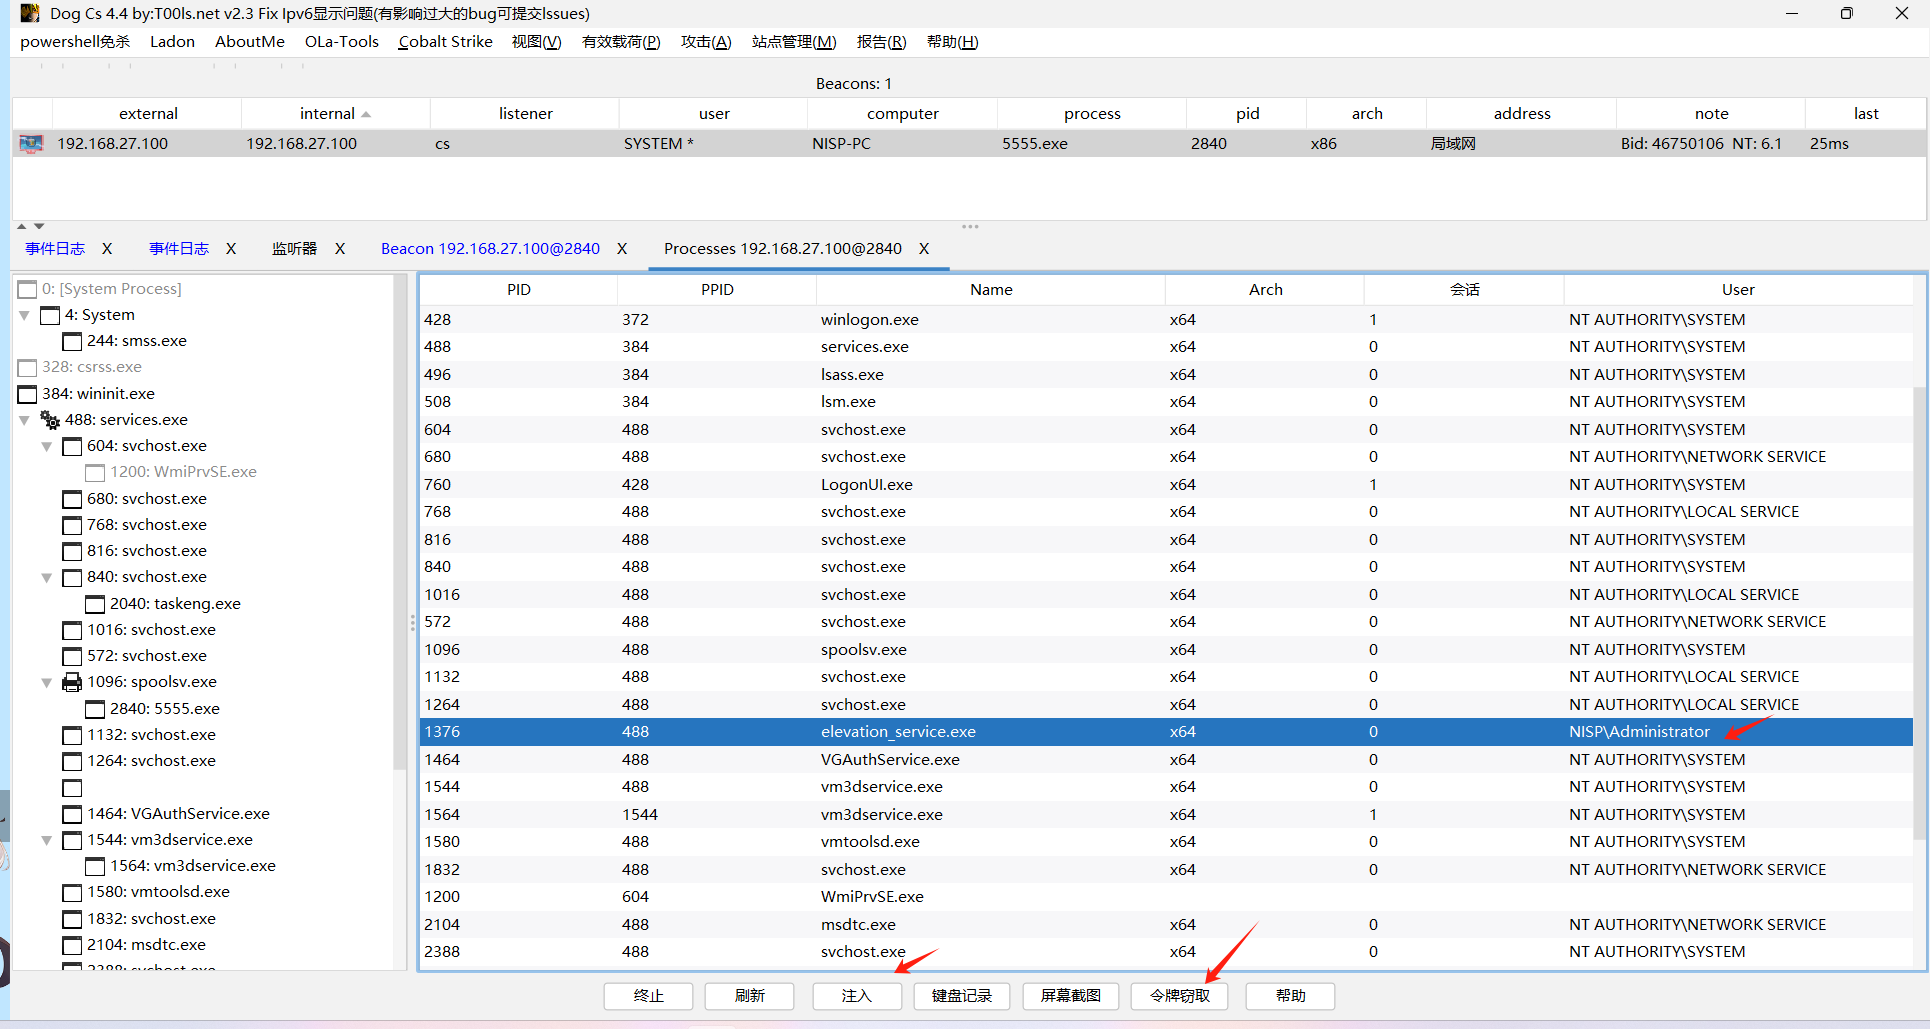 Dog Cs 4.4 by:T00ls.net v2.3 Fix Ipv6显示问题(有影响过大的bug可提交Issues)
powershell免杀 Ladon AboutMe OLa-Tools Cobalt Strike 视图(V) 有效载荷(P) 攻击(A) 站点管理(M) 报告(R) 帮助(H)
Beacons: 1
external internal listener user computer process pid arch address note last
192.168.27.100 192.168.27.100 cs SYSTEM * NISP-PC 5555.exe 2840 x86 局域网 Bid: 46750106 NT: 6.1 25ms
事件日志 X 事件日志 X 监听器 X Beacon 192.168.27.100@2840 X Processes 192.168.27.100@2840 X
0: [System Process]
4: System
244: smss.exe
328: csrss.exe
384: wininit.exe
488: services.exe
604: svchost.exe
1200: WmiPrvSE.exe
680: svchost.exe
768: svchost.exe
816: svchost.exe
840: svchost.exe
2040: taskeng.exe
1016: svchost.exe
572: svchost.exe
1096: spoolsv.exe
2840: 5555.exe
1132: svchost.exe
1264: svchost.exe
1464: VGAuthService.exe
1544: vm3dservice.exe
1564: vm3dservice.exe
1580: vmtoolsd.exe
1832: svchost.exe
2104: msdtc.exe
2388: svchost.exe
PID PPID Name Arch 会话 User
428 372 winlogon.exe x64 1 NT AUTHORITY\SYSTEM
488 384 services.exe x64 0 NT AUTHORITY\SYSTEM
496 384 lsass.exe x64 0 NT AUTHORITY\SYSTEM
508 384 lsm.exe x64 0 NT AUTHORITY\SYSTEM
604 488 svchost.exe x64 0 NT AUTHORITY\SYSTEM
680 488 svchost.exe x64 0 NT AUTHORITY\NETWORK SERVICE
760 428 LogonUI.exe x64 1 NT AUTHORITY\SYSTEM
768 488 svchost.exe x64 0 NT AUTHORITY\LOCAL SERVICE
816 488 svchost.exe x64 0 NT AUTHORITY\SYSTEM
840 488 svchost.exe x64 0 NT AUTHORITY\SYSTEM
1016 488 svchost.exe x64 0 NT AUTHORITY\LOCAL SERVICE
572 488 svchost.exe x64 0 NT AUTHORITY\NETWORK SERVICE
1096 488 spoolsv.exe x64 0 NT AUTHORITY\SYSTEM
1132 488 svchost.exe x64 0 NT AUTHORITY\LOCAL SERVICE
1264 488 svchost.exe x64 0 NT AUTHORITY\LOCAL SERVICE
1376 488 elevation_service.exe x64 0 NISP\Administrator
1464 488 VGAuthService.exe x64 0 NT AUTHORITY\SYSTEM
1544 488 vm3dservice.exe x64 0 NT AUTHORITY\SYSTEM
1564 1544 vm3dservice.exe x64 1 NT AUTHORITY\SYSTEM
1580 488 vmtoolsd.exe x64 0 NT AUTHORITY\SYSTEM
1832 488 svchost.exe x64 0 NT AUTHORITY\NETWORK SERVICE
1200 604 WmiPrvSE.exe
2104 488 msdtc.exe x64 0 NT AUTHORITY\NETWORK SERVICE
2388 488 svchost.exe x64 0 NT AUTHORITY\SYSTEM
终止 刷新 注入 键盘记录 屏幕截图 令牌窃取 帮助